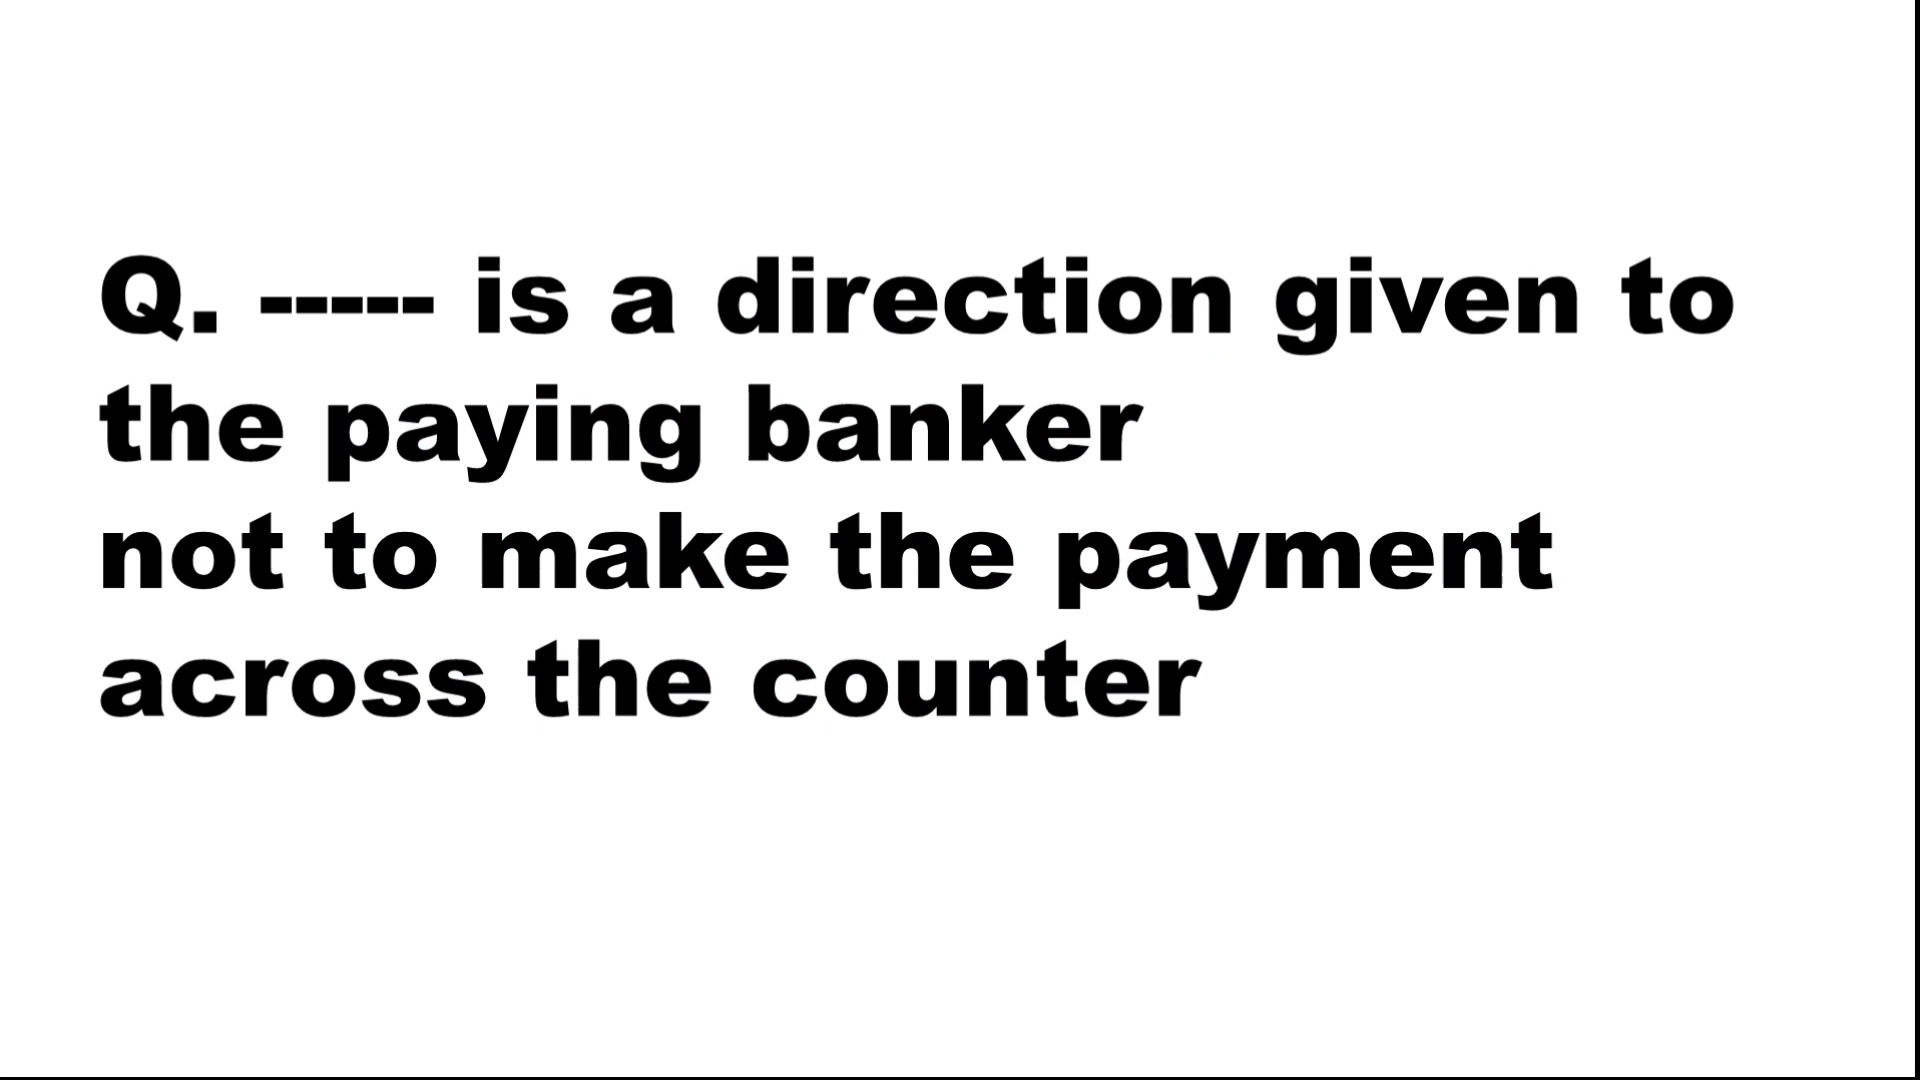 Q. ----- is a direction given to
the paying banker
not to make the payment
across the counter